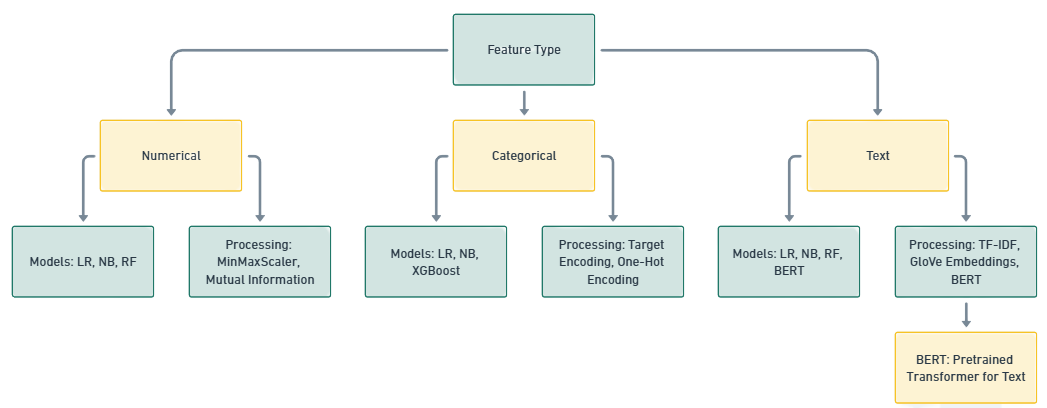 Feature Type
Numerical
Categorical
Text
Models: LR, NB, RF
Processing:
MinMaxScaler,
Mutual Information
Models: LR, NB,
XGBoost
Processing: Target
Encoding, One-Hot
Encoding
Models: LR, NB, RF,
BERT
Processing: TF-IDF,
GloVe Embeddings,
BERT
BERT: Pretrained
Transformer for Text